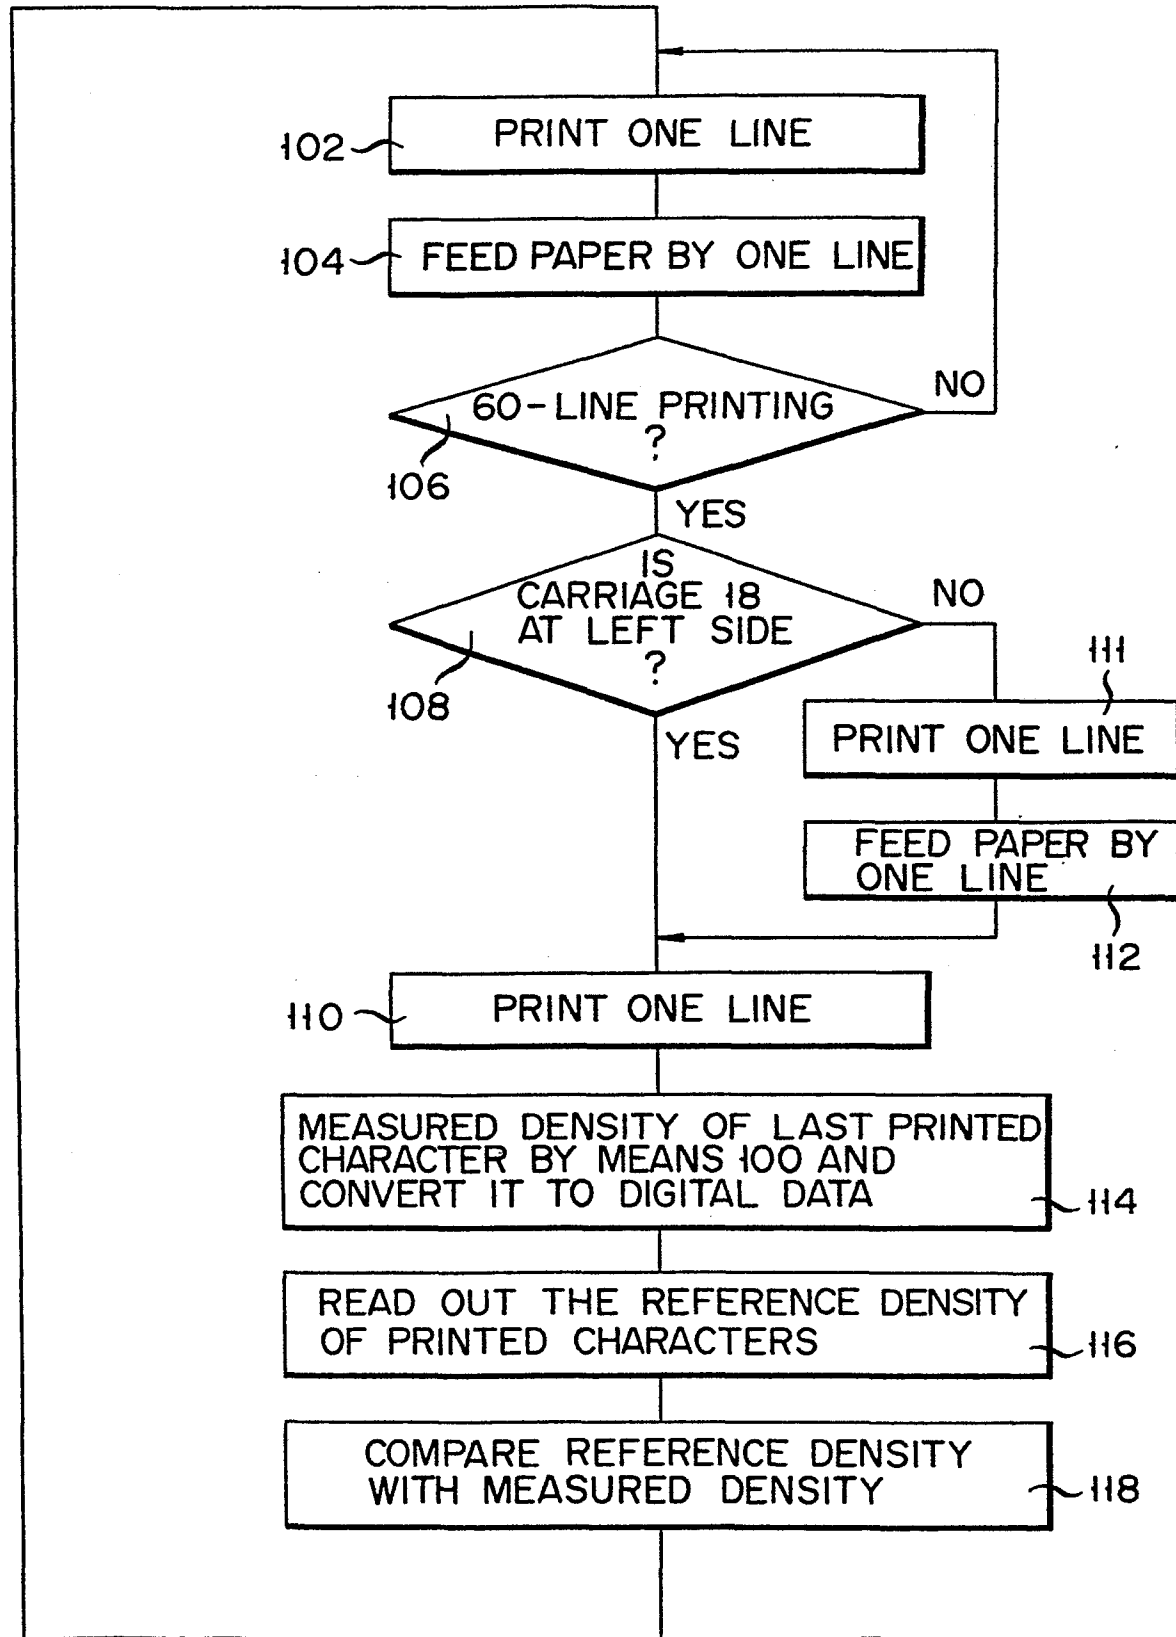 102
PRINT ONE LINE
104
FEED PAPER BY ONE LINE
60-LINE PRINTING
?
NO
106
YES
IS
CARRIAGE 18
AT LEFT SIDE
?
NO
108
YES
111
PRINT ONE LINE
FEED PAPER BY
ONE LINE
112
110
PRINT ONE LINE
MEASURED DENSITY OF LAST PRINTED
CHARACTER BY MEANS 100 AND
CONVERT IT TO DIGITAL DATA
114
READ OUT THE REFERENCE DENSITY
OF PRINTED CHARACTERS
116
COMPARE REFERENCE DENSITY
WITH MEASURED DENSITY
118